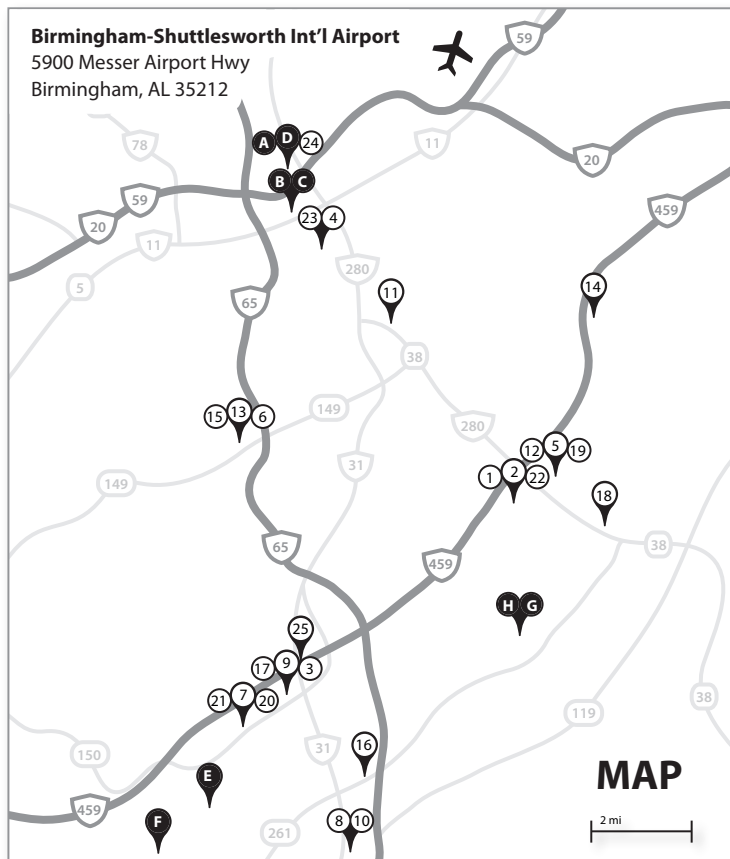 Birmingham-Shuttlesworth Int'l Airport
5900 Messer Airport Hwy
Birmingham, AL 35212
59
78
A D 24
11
20
B C
59
459
20
23 4
11
280
5
14
11
65
38
149
15 13 6
280
12 5 19
31
1 2 22
149
18
65
38
459
H G
25
17 9 3
21 7 20
38
119
16
31
150
E
MAP
459
8 10
2 mi
F
261